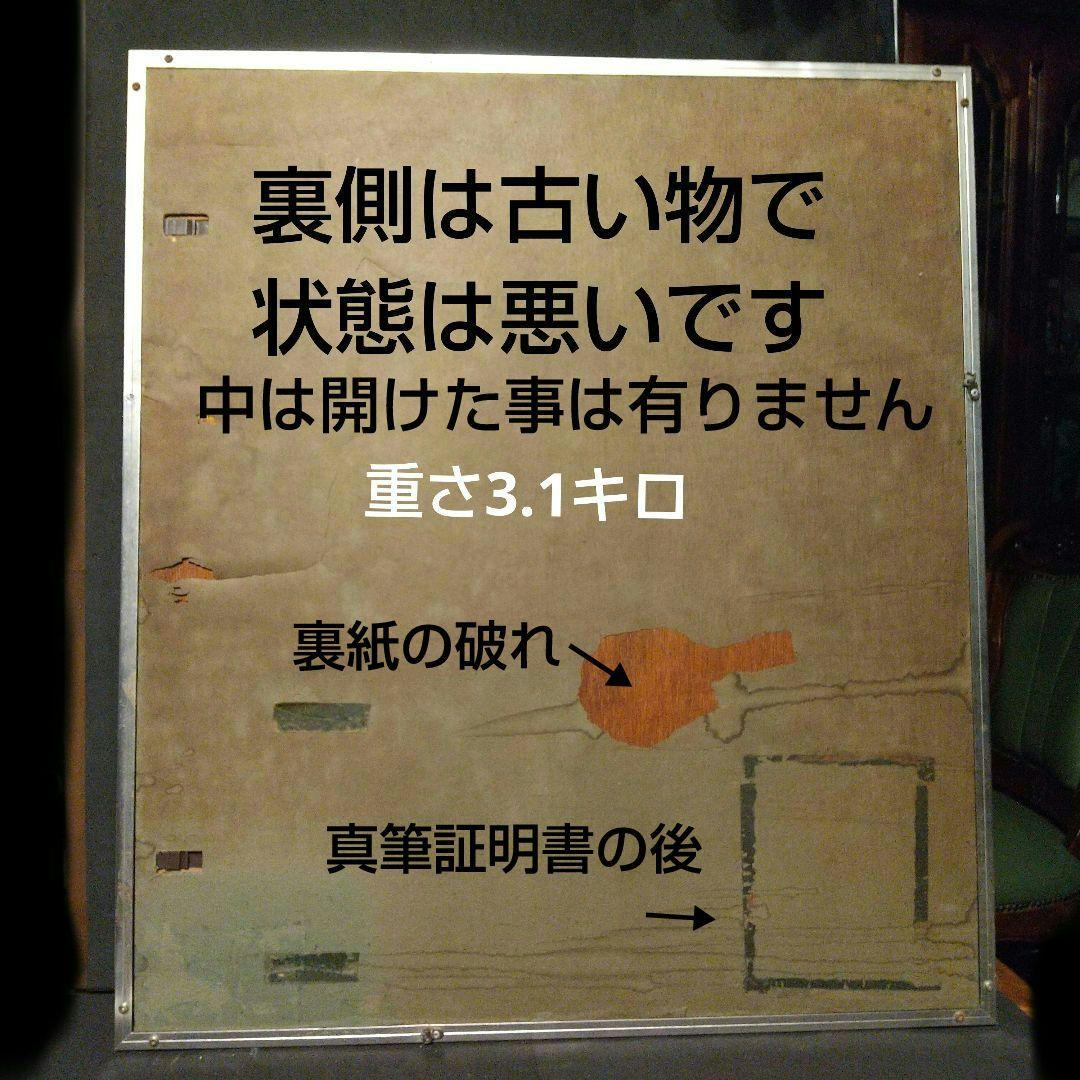 裏側は古い物で
状態は悪いです
中は開けた事は有りません
重さ3.1キロ
裏紙の破れ
真筆証明書の後